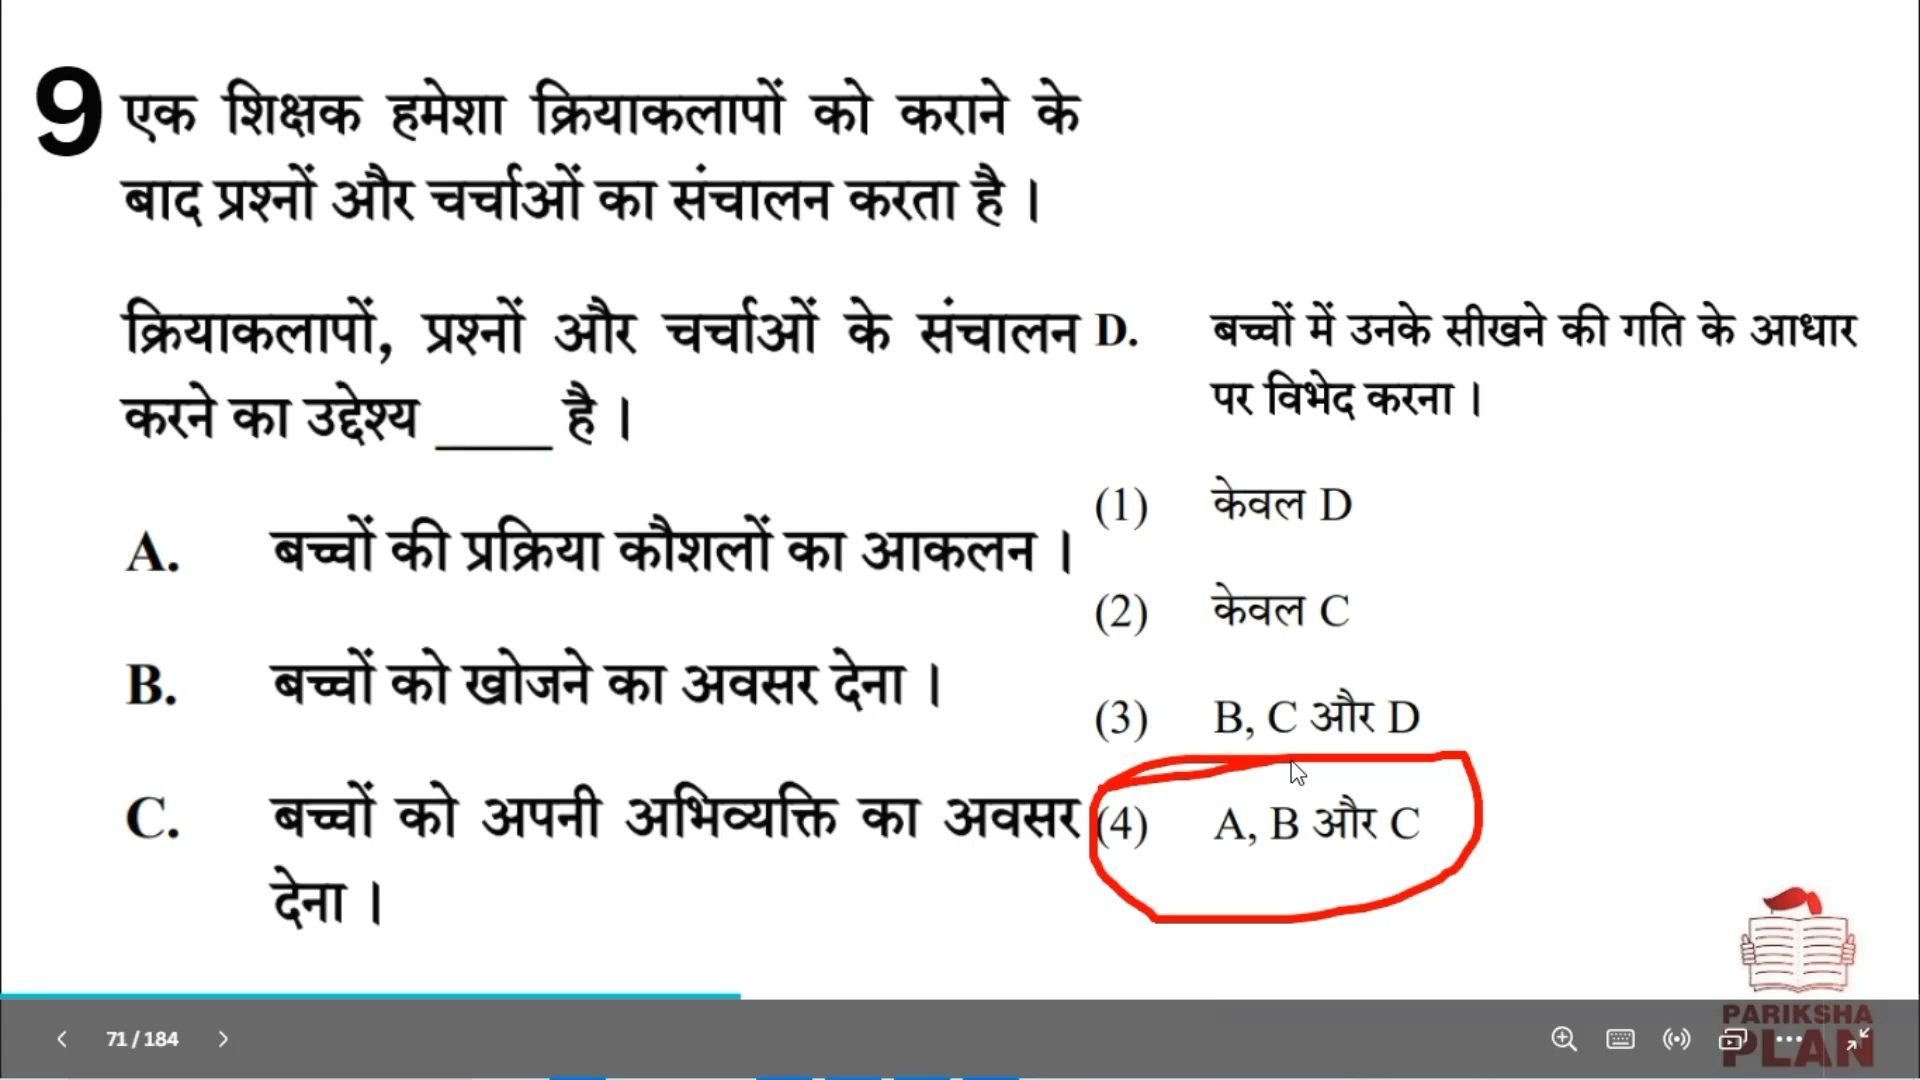 9 एक शिक्षक हमेशा क्रियाकलापों को कराने के
बाद प्रश्नों और चर्चाओं का संचालन करता है ।
क्रियाकलापों, प्रश्नों और चर्चाओं के संचालन
करने का उद्देश्य ____ है ।
A. बच्चों की प्रक्रिया कौशलों का आकलन ।
B. बच्चों को खोजने का अवसर देना ।
C. बच्चों को अपनी अभिव्यक्ति का अवसर
देना ।
D. बच्चों में उनके सीखने की गति के आधार
पर विभेद करना ।
(1) केवल D
(2) केवल C
(3) B, C और D
(4) A, B और C
PARIKSHA
PLAN
71 / 184